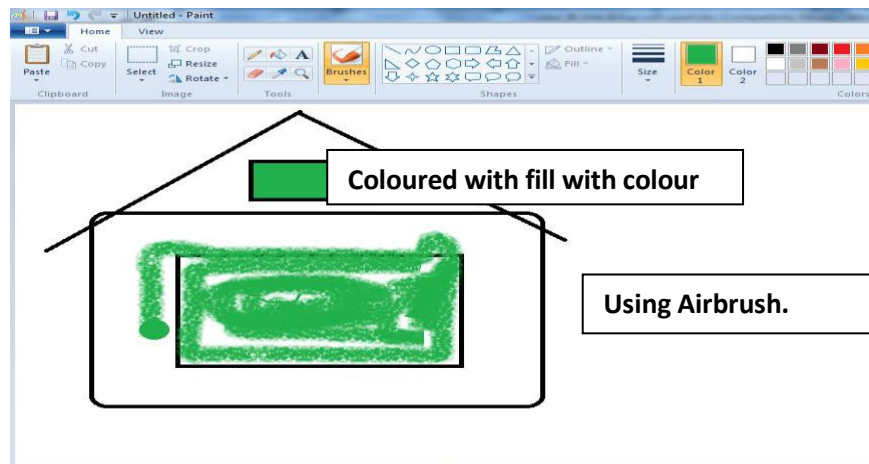 Untitled - Paint
Home View
Cut
Copy
Paste
Clipboard
Select
Crop
Resize
Rotate
Image
A
Tools
Brushes
Shapes
Outline
Fill
Size
Color 1
Color 2
Colors
Coloured with fill with colour
Using Airbrush.